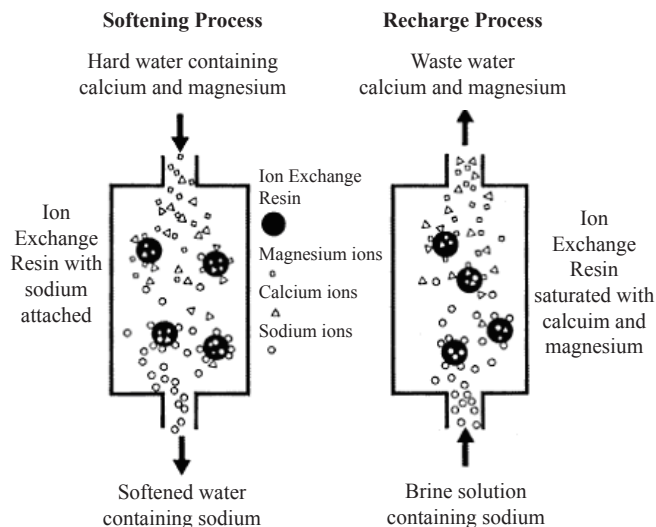 Softening Process
Hard water containing
calcium and magnesium
Ion
Exchange
Resin with
sodium
attached
Ion Exchange
Resin
Magnesium ions
Calcium ions
Sodium ions
Softened water
containing sodium
Recharge Process
Waste water
calcium and magnesium
Ion
Exchange
Resin
saturated with
calcuim and
magnesium
Brine solution
containing sodium